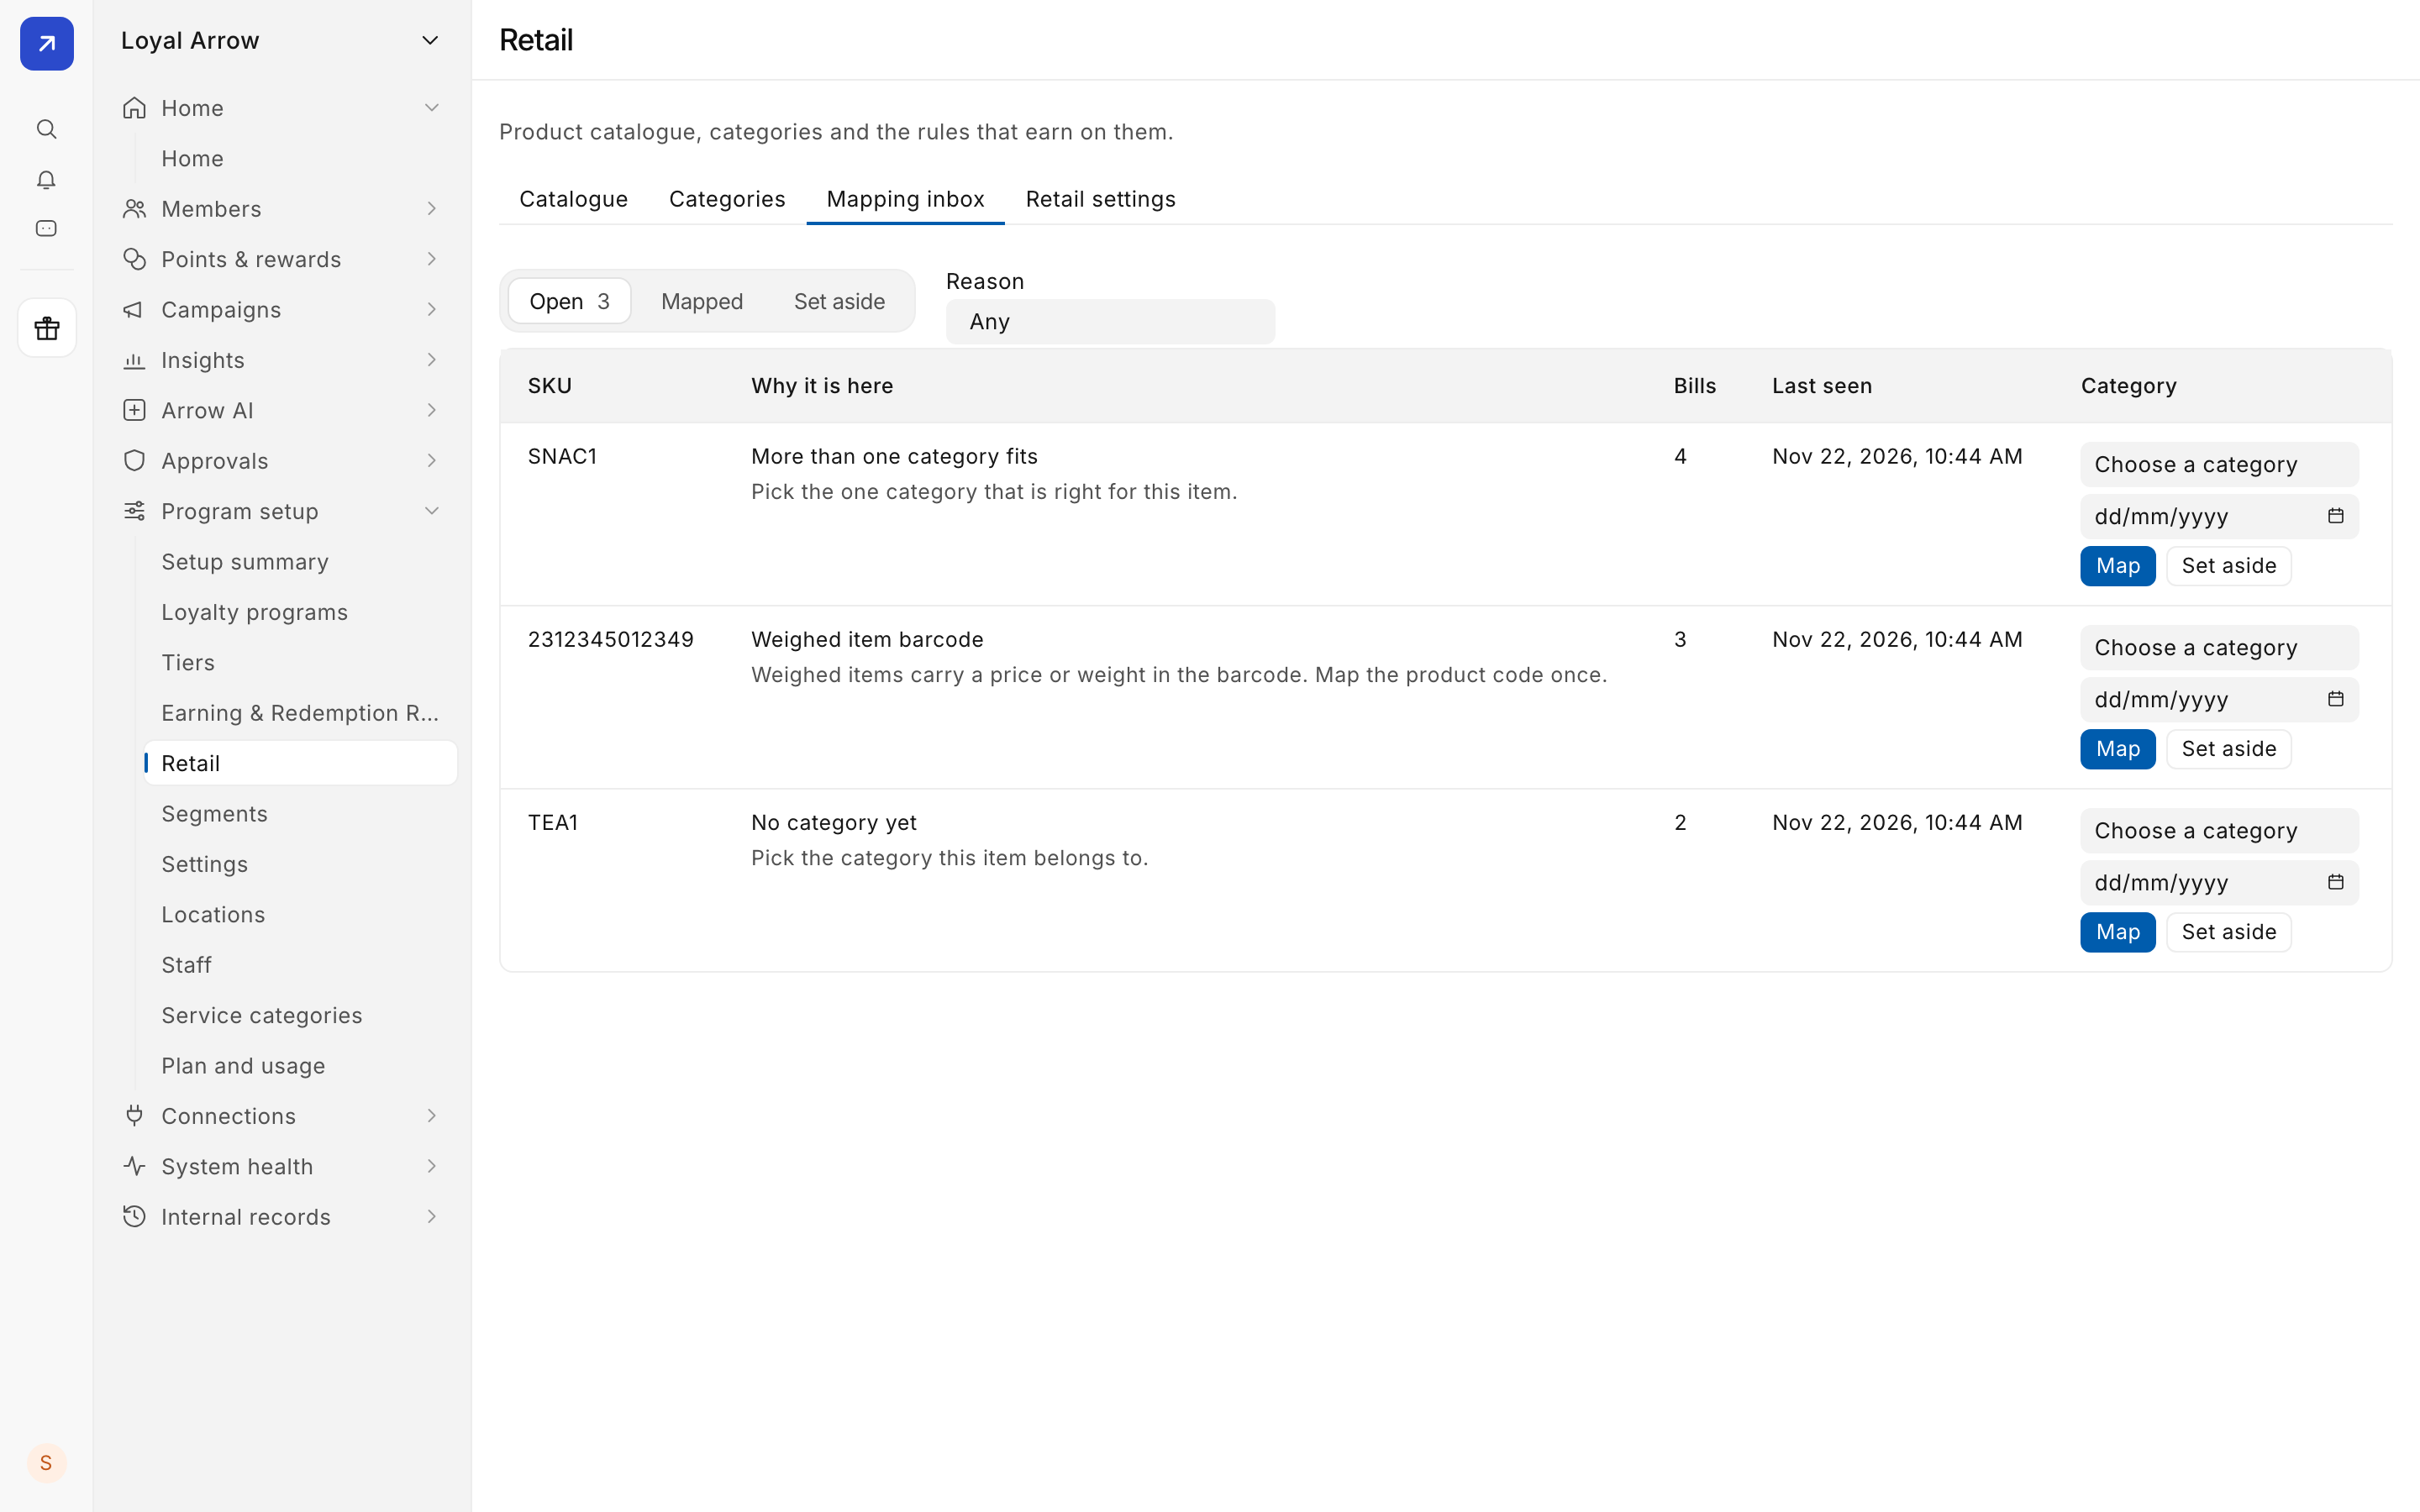 Loyal Arrow
Home
Home
Members
Points & rewards
Campaigns
Insights
Arrow AI
Approvals
Program setup
Setup summary
Loyalty programs
Tiers
Earning & Redemption R...
Retail
Segments
Settings
Locations
Staff
Service categories
Plan and usage
Connections
System health
Internal records
S
Retail
Product catalogue, categories and the rules that earn on them.
Catalogue Categories Mapping inbox Retail settings
Open 3 Mapped Set aside
Reason
Any
SKU Why it is here Bills Last seen Category
SNAC1 More than one category fits 4 Nov 22, 2026, 10:44 AM Choose a category
Pick the one category that is right for this item.
dd/mm/yyyy
Map Set aside
2312345012349 Weighed item barcode 3 Nov 22, 2026, 10:44 AM Choose a category
Weighed items carry a price or weight in the barcode. Map the product code once.
dd/mm/yyyy
Map Set aside
TEA1 No category yet 2 Nov 22, 2026, 10:44 AM Choose a category
Pick the category this item belongs to.
dd/mm/yyyy
Map Set aside